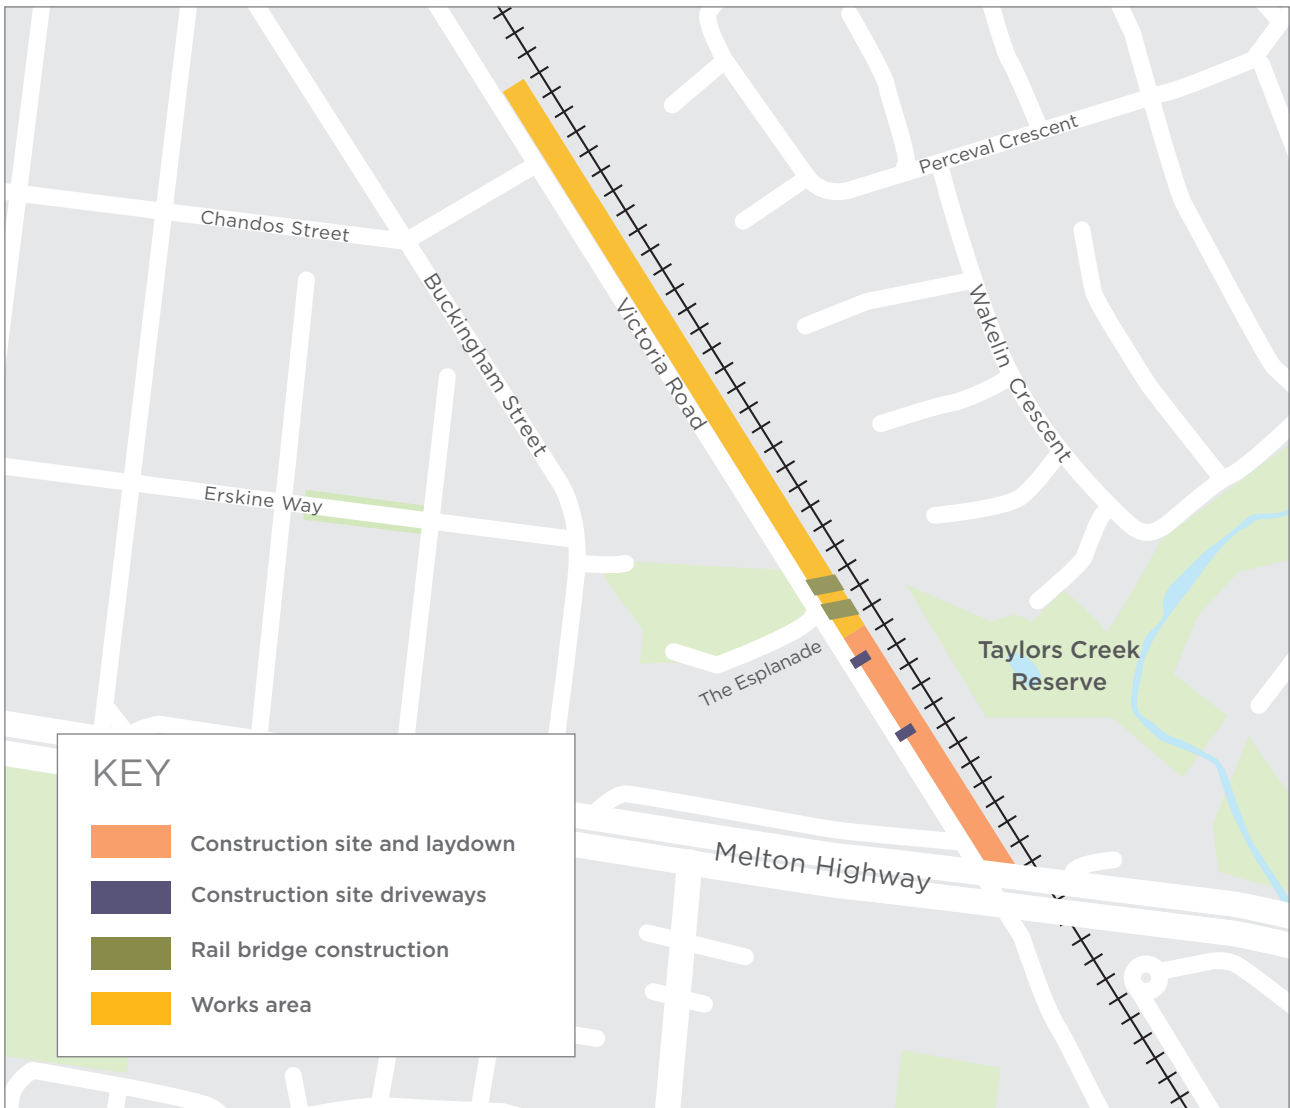 Perceval Crescent
Chandos Street
Buckingham Street
Victoria Road
Wakelin Crescent
Erskine Way
The Esplanade
Taylors Creek
Reserve
Melton Highway
KEY
Construction site and laydown
Construction site driveways
Rail bridge construction
Works area